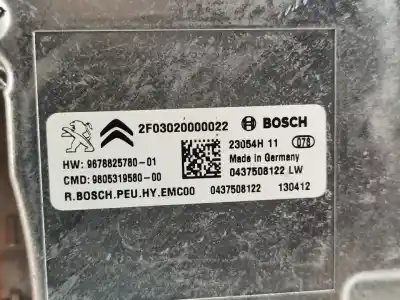 2F03020000022 BOSCH
23054H 11 078
HW: 9678825780-01 Made in Germany
CMD: 9805319580-00 0437508122 LW
R.BOSCH.PEU.HY.EMC00 0437508122 130412